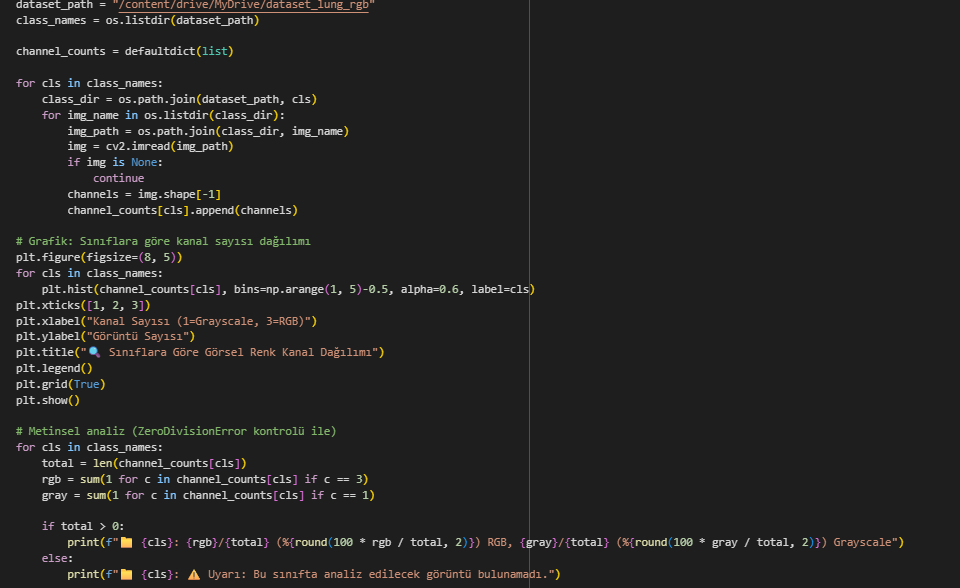 dataset_path = "/content/drive/MyDrive/dataset_lung_rgb"
class_names = os.listdir(dataset_path)

channel_counts = defaultdict(list)

for cls in class_names:
    class_dir = os.path.join(dataset_path, cls)
    for img_name in os.listdir(class_dir):
        img_path = os.path.join(class_dir, img_name)
        img = cv2.imread(img_path)
        if img is None:
            continue
        channels = img.shape[-1]
        channel_counts[cls].append(channels)

# Grafik: Sınıflara göre kanal sayısı dağılımı
plt.figure(figsize=(8, 5))
for cls in class_names:
    plt.hist(channel_counts[cls], bins=np.arange(1, 5)-0.5, alpha=0.6, label=cls)
plt.xticks([1, 2, 3])
plt.xlabel("Kanal Sayısı (1=Grayscale, 3=RGB)")
plt.ylabel("Görüntü Sayısı")
plt.title("🔍 Sınıflara Göre Görsel Renk Kanal Dağılımı")
plt.legend()
plt.grid(True)
plt.show()

# Metinsel analiz (ZeroDivisionError kontrolü ile)
for cls in class_names:
    total = len(channel_counts[cls])
    rgb = sum(1 for c in channel_counts[cls] if c == 3)
    gray = sum(1 for c in channel_counts[cls] if c == 1)

    if total > 0:
        print(f"📁 {cls}: {rgb}/{total} (%{round(100 * rgb / total, 2)}) RGB, {gray}/{total} (%{round(100 * gray / total, 2)}) Grayscale")
    else:
        print(f"📁 {cls}: ⚠️ Uyarı: Bu sınıfta analiz edilecek görüntü bulunamadı.")